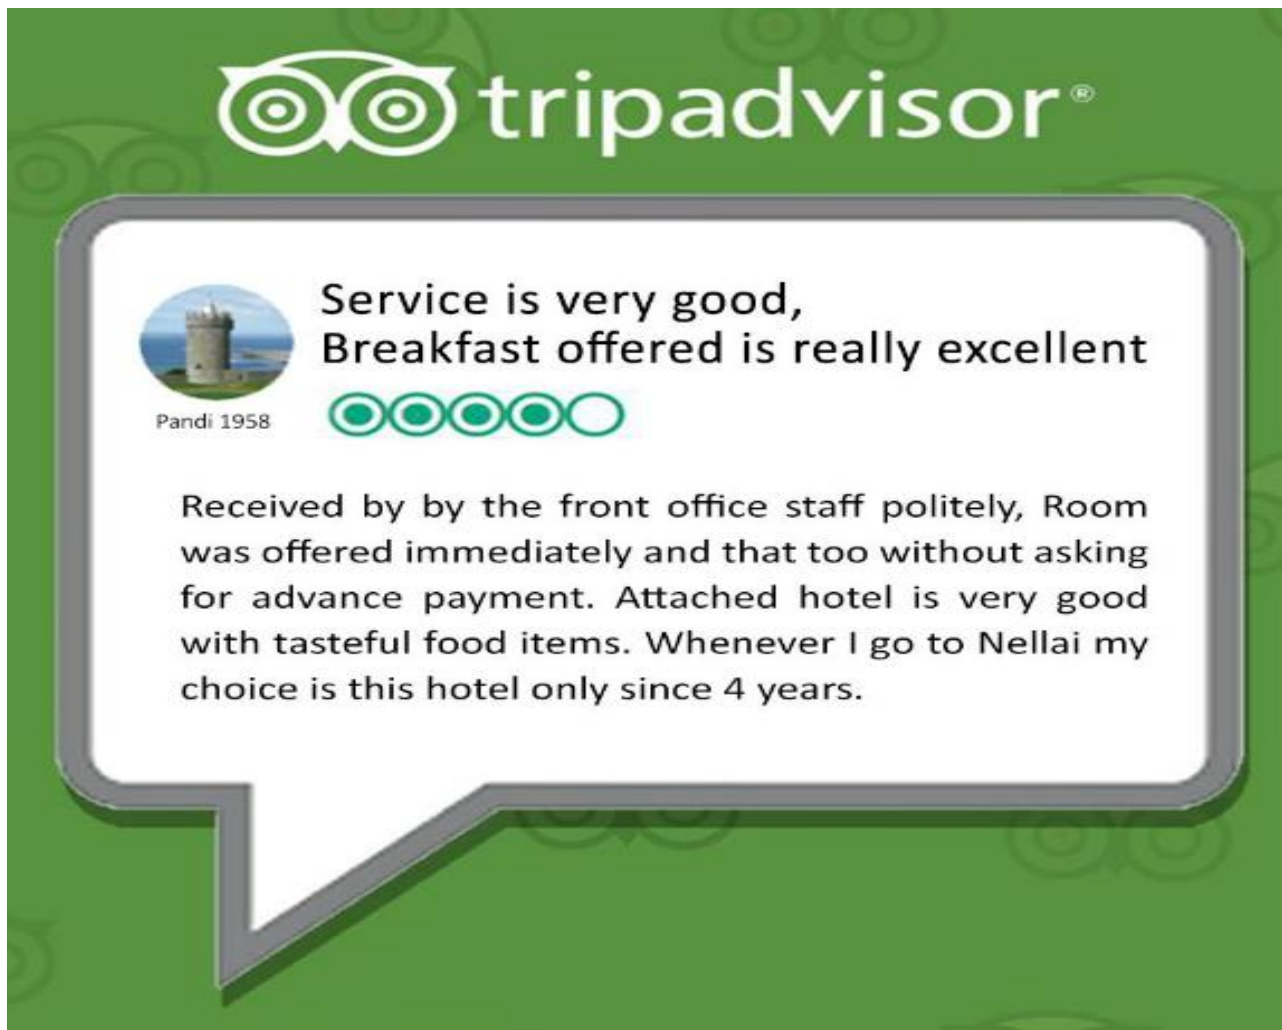 tripadvisor®
Service is very good,
Breakfast offered is really excellent
Pandi 1958
Received by by the front office staff politely, Room
was offered immediately and that too without asking
for advance payment. Attached hotel is very good
with tasteful food items. Whenever I go to Nellai my
choice is this hotel only since 4 years.